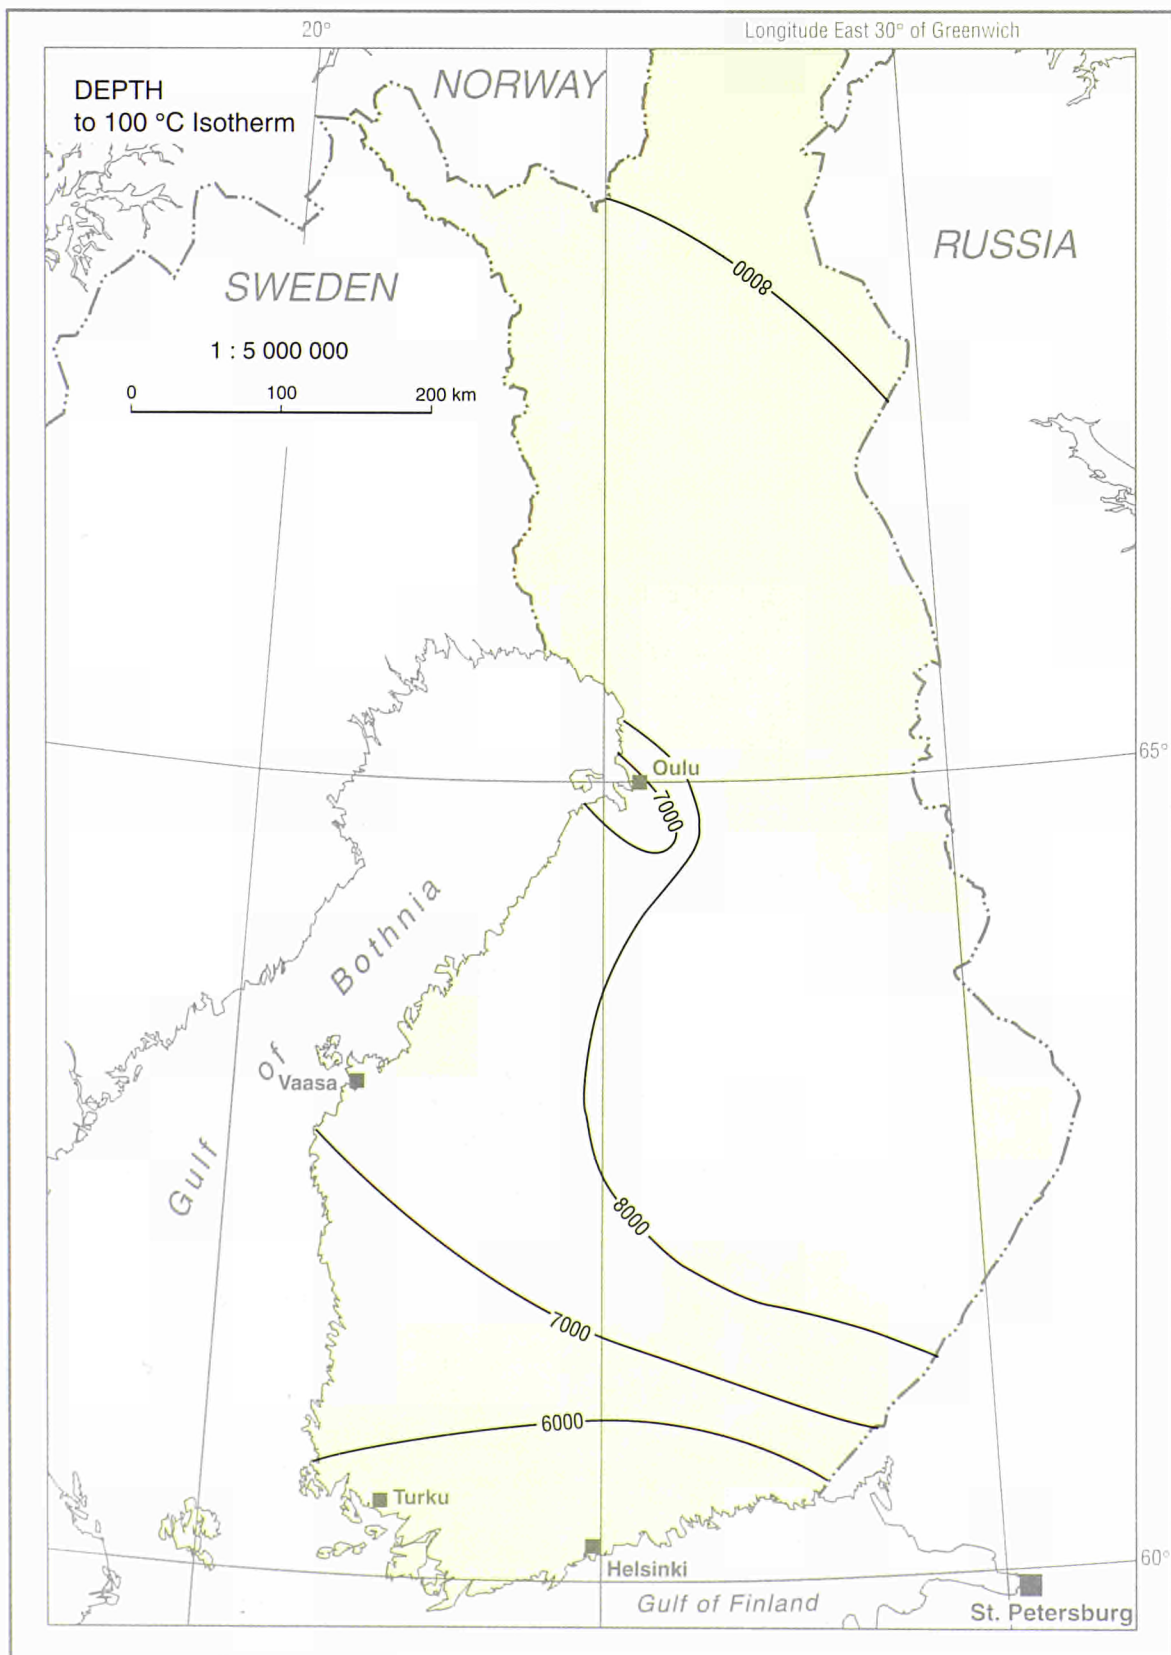 20°
Longitude East 30° of Greenwich
DEPTH
to 100 °C Isotherm
NORWAY
RUSSIA
SWEDEN
8000
1 : 5 000 000
0 100 200 km
65°
Oulu
7000
Gulf of Bothnia
Vaasa
8000
7000
6000
Turku
60°
Helsinki
Gulf of Finland
St. Petersburg